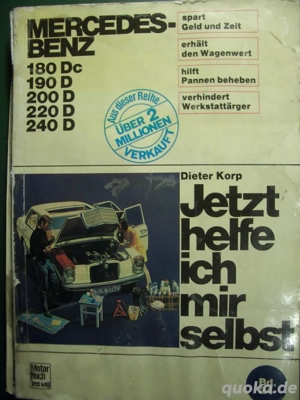 MERCEDES-
BENZ
180 Dc
190 D
200 D
220 D
240 D
spart
Geld und Zeit
erhält
den Wagenwert
hilft
Pannen beheben
verhindert
Werkstattärger
Aus dieser Reihe
ÜBER 2
MILLIONEN
VERKAUFT
Dieter Korp
Jetzt
helfe
ich
mir
selbst
Motor
buch
Verlag
Bd
quoka.de